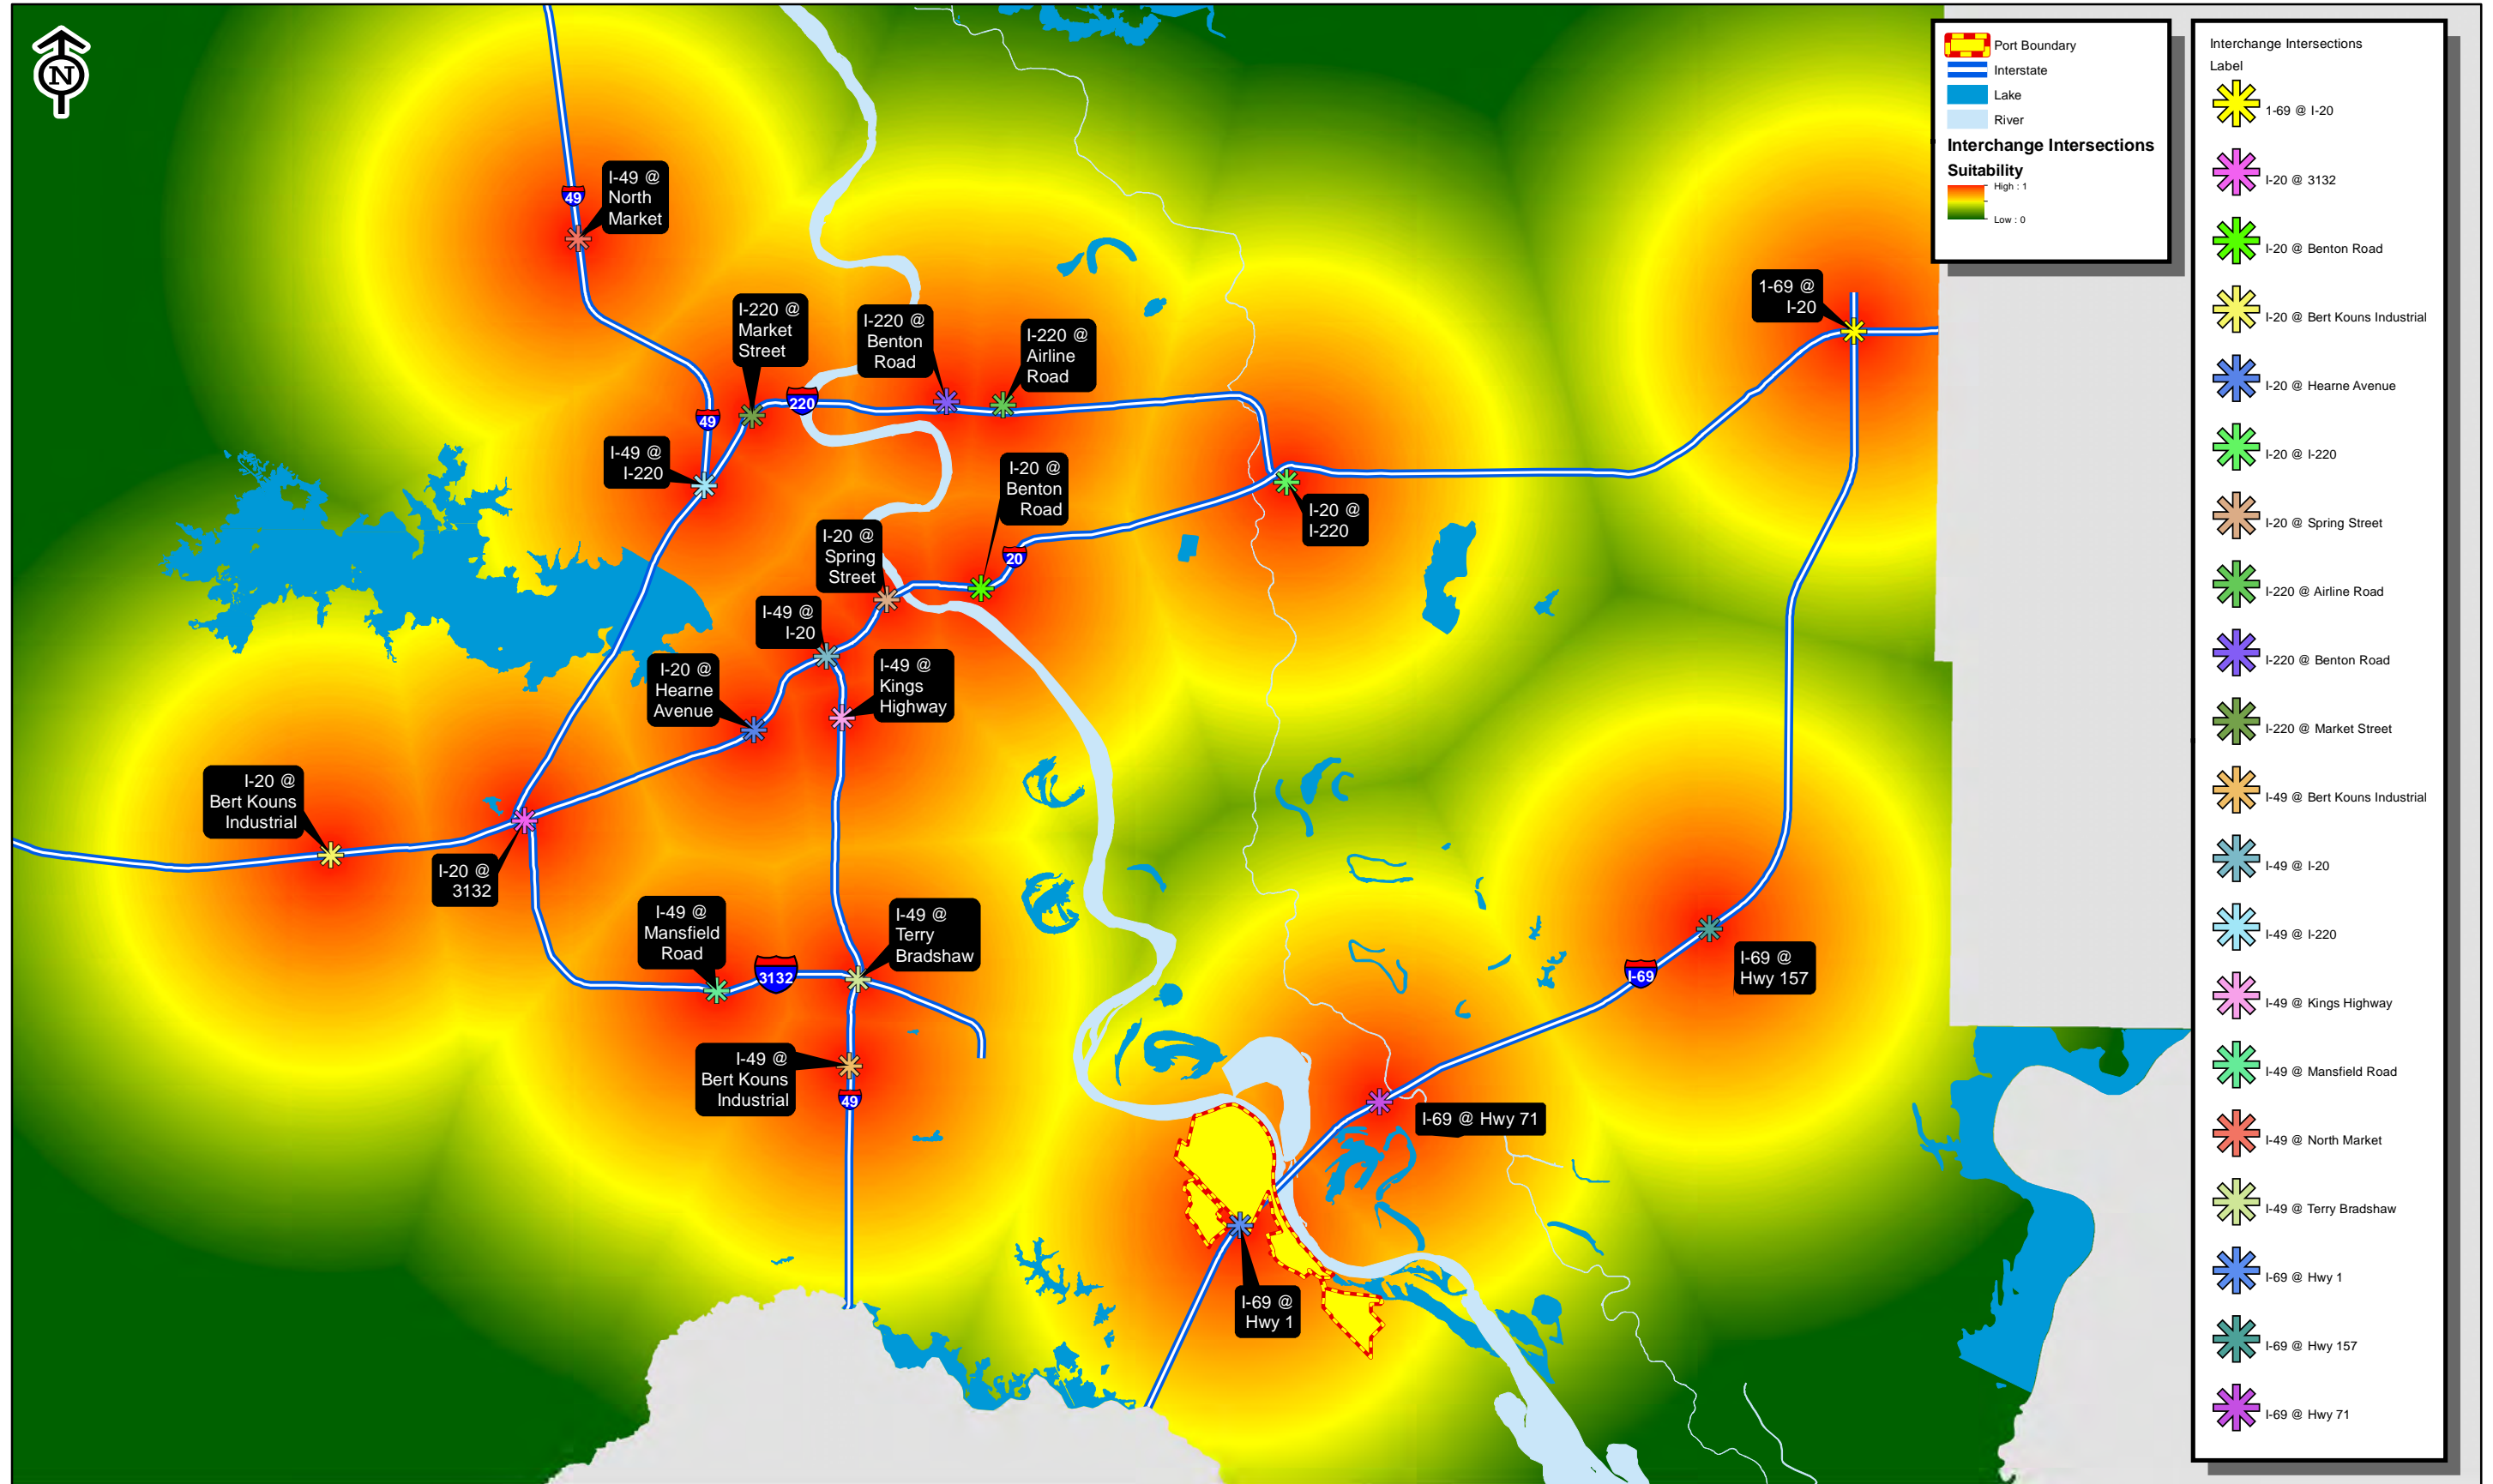 N
49
I-49 @
North
Market
I-220 @
Market
Street
I-220 @
Benton
Road
I-220 @
Airline
Road
1-69 @
I-20
220
49
I-49 @
I-220
I-20 @
Benton
Road
I-20 @
I-220
I-20 @
Spring
Street
20
I-49 @
I-20
I-20 @
Hearne
Avenue
I-49 @
Kings
Highway
I-20 @
Bert Kouns
Industrial
I-20 @
3132
I-49 @
Mansfield
Road
3132
I-49 @
Terry
Bradshaw
I-69 @
Hwy 157
I-69
I-49 @
Bert Kouns
Industrial
49
I-69 @ Hwy 71
I-69 @
Hwy 1
Port Boundary
Interstate
Lake
River
Interchange Intersections
Suitability
High : 1
Low : 0
Interchange Intersections
Label
1-69 @ I-20
I-20 @ 3132
I-20 @ Benton Road
I-20 @ Bert Kouns Industrial
I-20 @ Hearne Avenue
I-20 @ I-220
I-20 @ Spring Street
I-220 @ Airline Road
I-220 @ Benton Road
I-220 @ Market Street
I-49 @ Bert Kouns Industrial
I-49 @ I-20
I-49 @ I-220
I-49 @ Kings Highway
I-49 @ Mansfield Road
I-49 @ North Market
I-49 @ Terry Bradshaw
I-69 @ Hwy 1
I-69 @ Hwy 157
I-69 @ Hwy 71